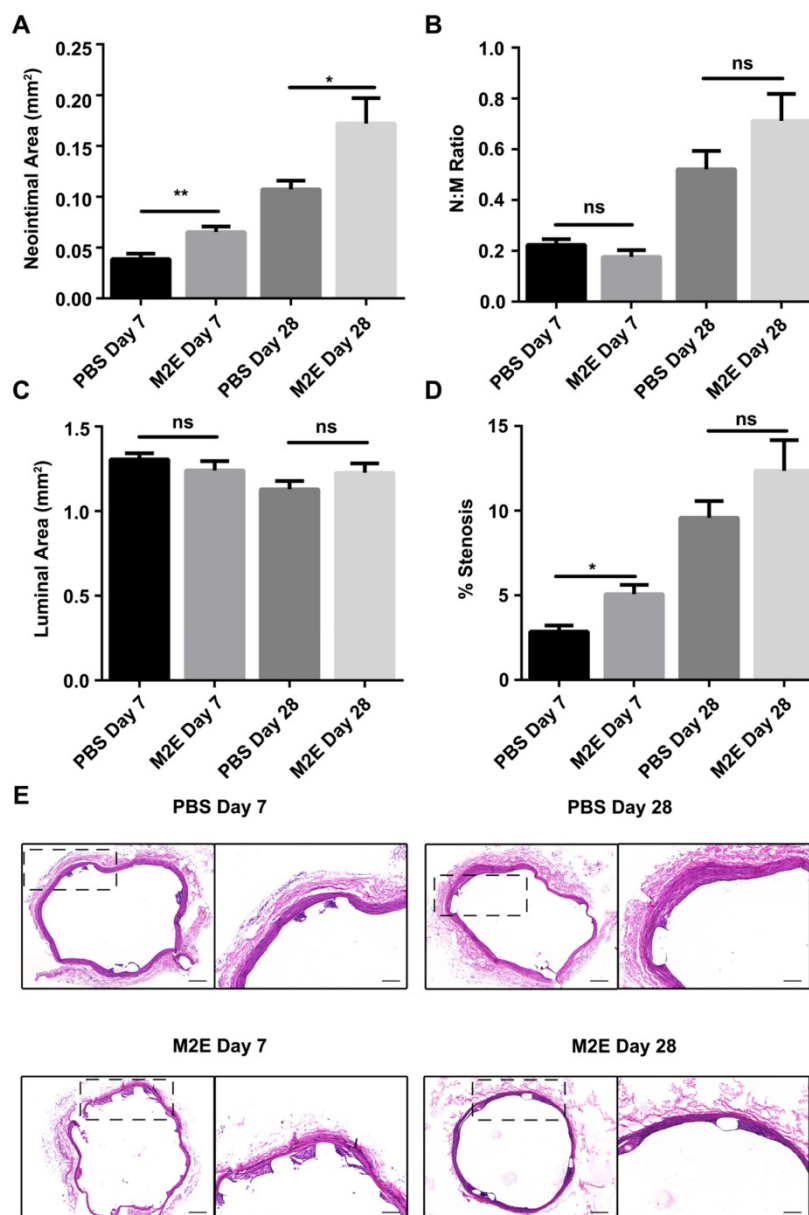 A
Neointimal Area (mm²)
0.25
0.20
0.15
0.10
0.05
0.00
**
*
PBS Day 7
M2E Day 7
PBS Day 28
M2E Day 28
B
N:M Ratio
1.0
0.8
0.6
0.4
0.2
0.0
ns
ns
PBS Day 7
M2E Day 7
PBS Day 28
M2E Day 28
C
Luminal Area (mm²)
1.5
1.0
0.5
0.0
ns
ns
PBS Day 7
M2E Day 7
PBS Day 28
M2E Day 28
D
% Stenosis
15
10
5
0
*
ns
PBS Day 7
M2E Day 7
PBS Day 28
M2E Day 28
E
PBS Day 7
PBS Day 28
M2E Day 7
M2E Day 28